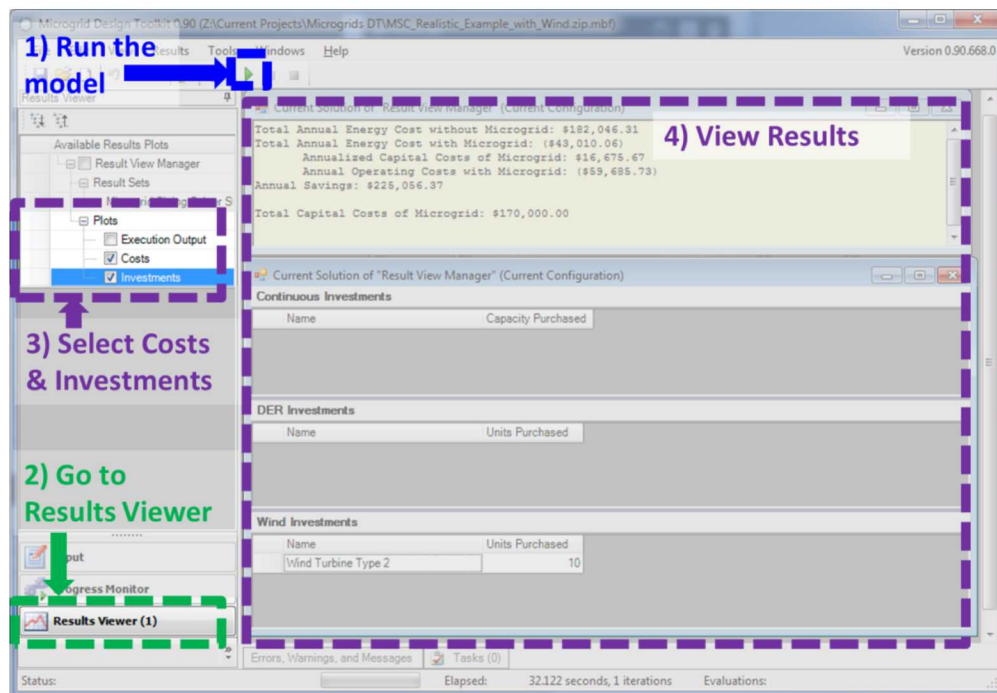 Microgrid Design Toolkit 0.90 (Z:\Current Projects\Microgrids DT\MSC_Realistic_Example_with_Wind.zip.mbf)
Results Tools Windows Help
Version 0.90.668.0
1) Run the
model
Results Viewer
Current Solution of "Result View Manager" (Current Configuration)
Available Results Plots
Result View Manager
Result Sets
Plots
Execution Output
Costs
Investments
Total Annual Energy Cost without Microgrid: $182,046.31
Total Annual Energy Cost with Microgrid: ($43,010.06)
Annualized Capital Costs of Microgrid: $16,675.67
Annual Operating Costs with Microgrid: ($59,685.73)
Annual Savings: $225,056.37
Total Capital Costs of Microgrid: $170,000.00
4) View Results
3) Select Costs
& Investments
Current Solution of "Result View Manager" (Current Configuration)
Continuous Investments
Name Capacity Purchased
DER Investments
Name Units Purchased
Wind Investments
Name Units Purchased
Wind Turbine Type 2 10
2) Go to
Results Viewer
Progress Monitor
Results Viewer (1)
Errors, Warnings, and Messages Tasks (0)
Status: Elapsed: 32.122 seconds, 1 iterations Evaluations: